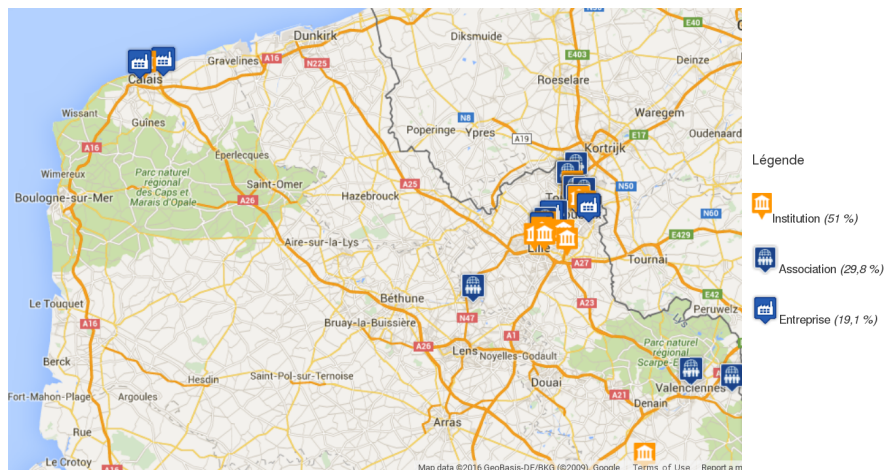 N38
E40
Dunkirk
Diksmuide
E403
Deinze
Gravelines
A16
N225
Calais
Roeselare
Wissant
Guînes
N8
Waregem
Poperinge
Ypres
A19
E17
Oudenaard
A16
Éperlecques
Kortrijk
Wimereux
Parc naturel
régional
des Caps et
Marais d'Opale
Saint-Omer
A25
N50
Boulogne-sur-Mer
A26
Hazebrouck
N60
Aire-sur-la-Lys
Lille
E429
A27
Tournai
Béthune
E42
Le Touquet
A23
Peruwelz
N47
Lys
A16
Bruay-la-Buissière
A1
Parc naturel
régional
A26
Lens
Noyelles-Godault
Berck
Hesdin
Saint-Pol-sur-Ternoise
Douai
Valenciennes
Fort-Mahon-Plage
Argoules
A21
Denain
Arras
Rue
Le Crotoy
Map data ©2016 GeoBasis-DE/BKG (©2009), Google
Terms of Use
Report a m
Légende
Institution (51 %)
Association (29,8 %)
Entreprise (19,1 %)